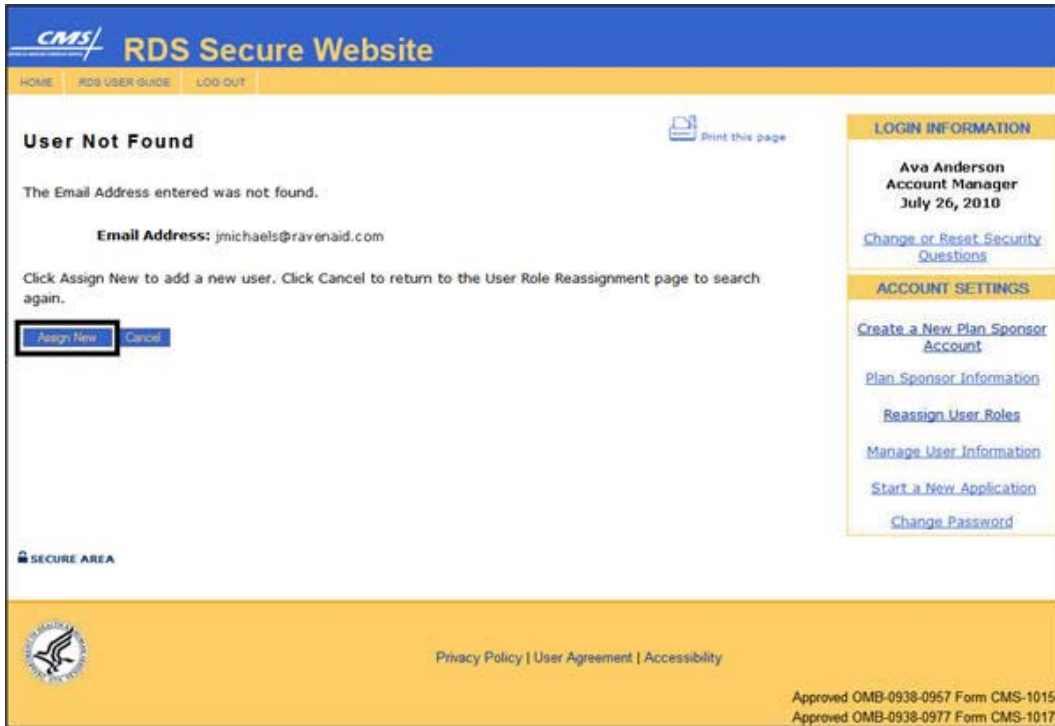 CMS/
RDS Secure Website
HOME RDS USER GUIDE LOG OUT
User Not Found
Print this page
The Email Address entered was not found.
Email Address: jmichaels@ravenaid.com
Click Assign New to add a new user. Click Cancel to return to the User Role Reassignment page to search
again.
Assign New Cancel
LOGIN INFORMATION
Ava Anderson
Account Manager
July 26, 2010
Change or Reset Security
Questions
ACCOUNT SETTINGS
Create a New Plan Sponsor
Account
Plan Sponsor Information
Reassign User Roles
Manage User Information
Start a New Application
Change Password
SECURE AREA
Privacy Policy | User Agreement | Accessibility
Approved OMB-0938-0957 Form CMS-1015
Approved OMB-0938-0977 Form CMS-1017